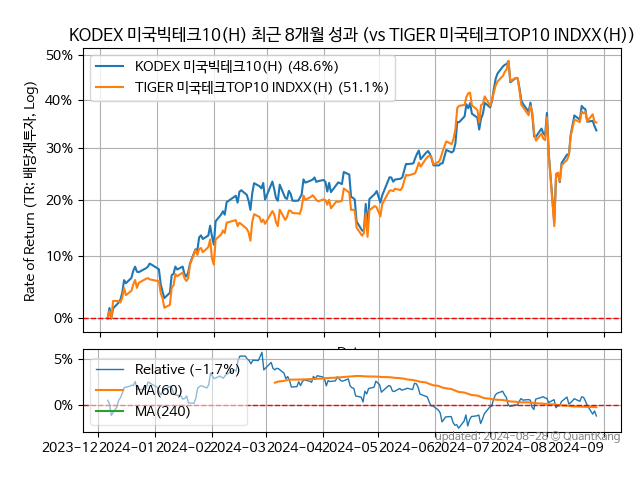 KODEX 미국빅테크10(H) 최근 8개월 성과 (vs TIGER 미국테크TOP10 INDXX(H))
50%
40%
30%
20%
10%
0%
Rate of Return (TR: 배당재투자, Log)
KODEX 미국빅테크10(H) (48.6%)
TIGER 미국테크TOP10 INDXX(H) (51.1%)
5%
0%
Relative (−1.7%)
MA(60)
MA(240)
updated: 2024-08-28 © QuantKang
2023-12 2024-01 2024-02 2024-03 2024-04 2024-05 2024-06 2024-07 2024-08 2024-09